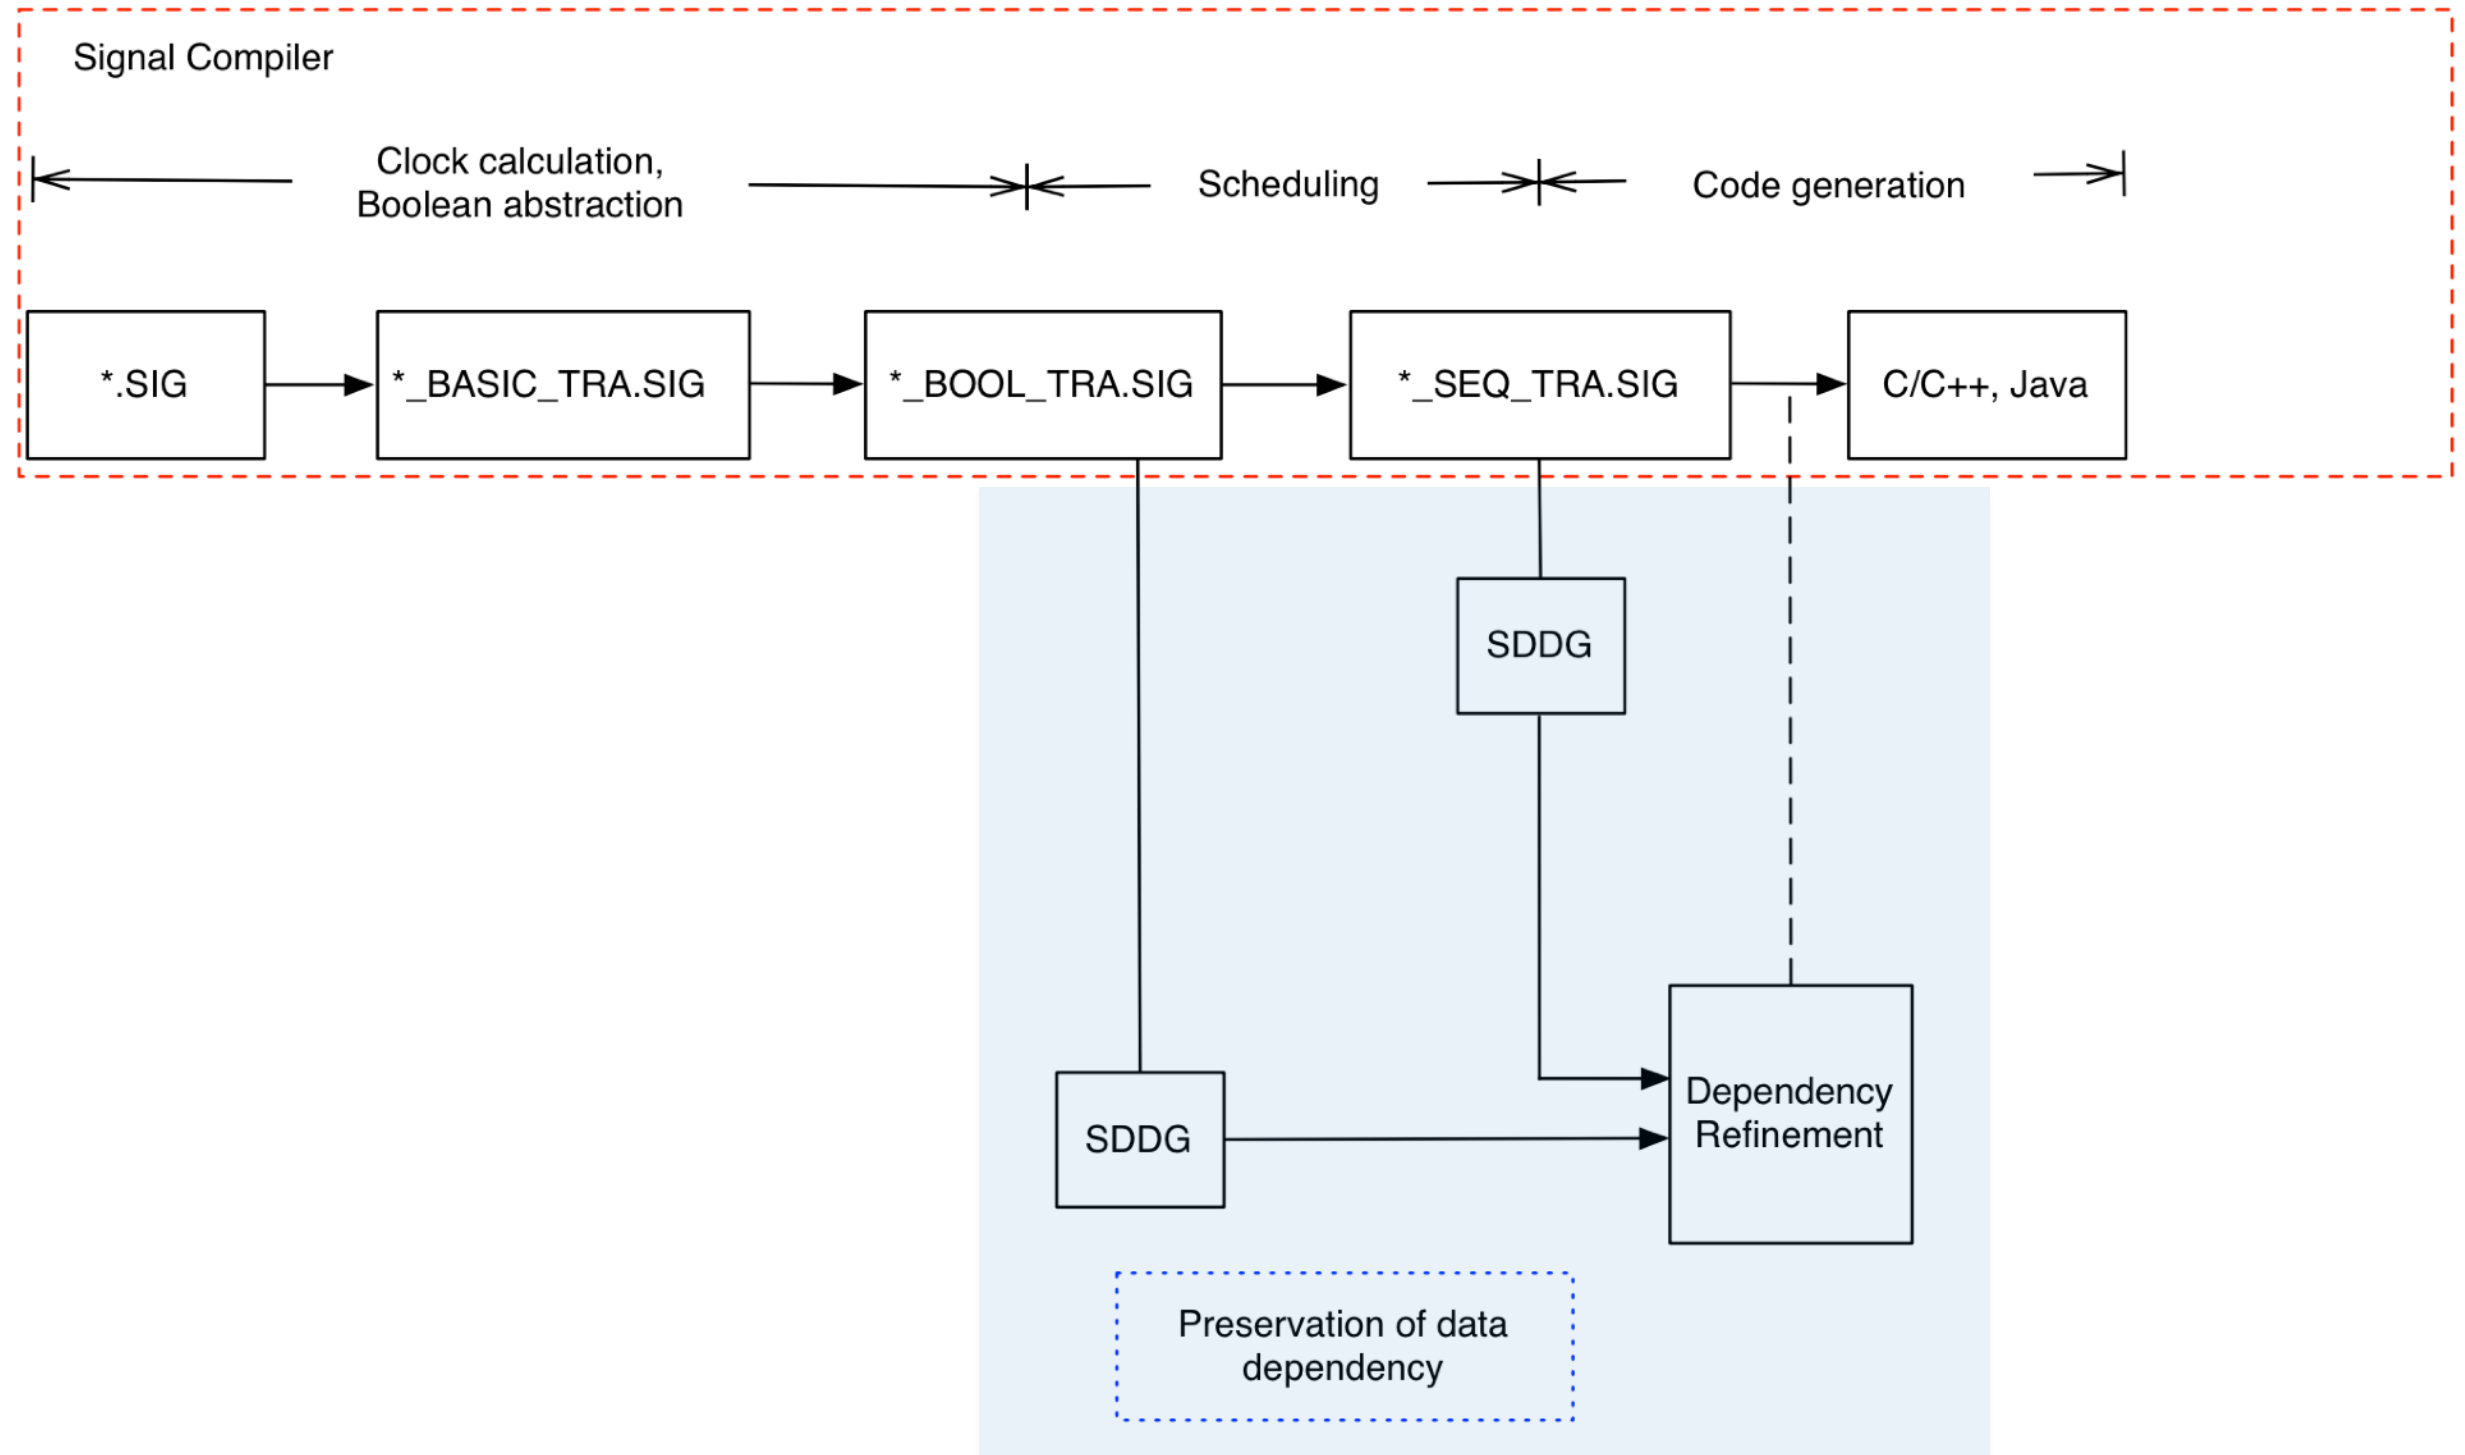 Signal Compiler
Clock calculation,
Boolean abstraction
Scheduling
Code generation
*.SIG
*_BASIC_TRA.SIG
*_BOOL_TRA.SIG
*_SEQ_TRA.SIG
C/C++, Java
SDDG
SDDG
Dependency
Refinement
Preservation of data
dependency